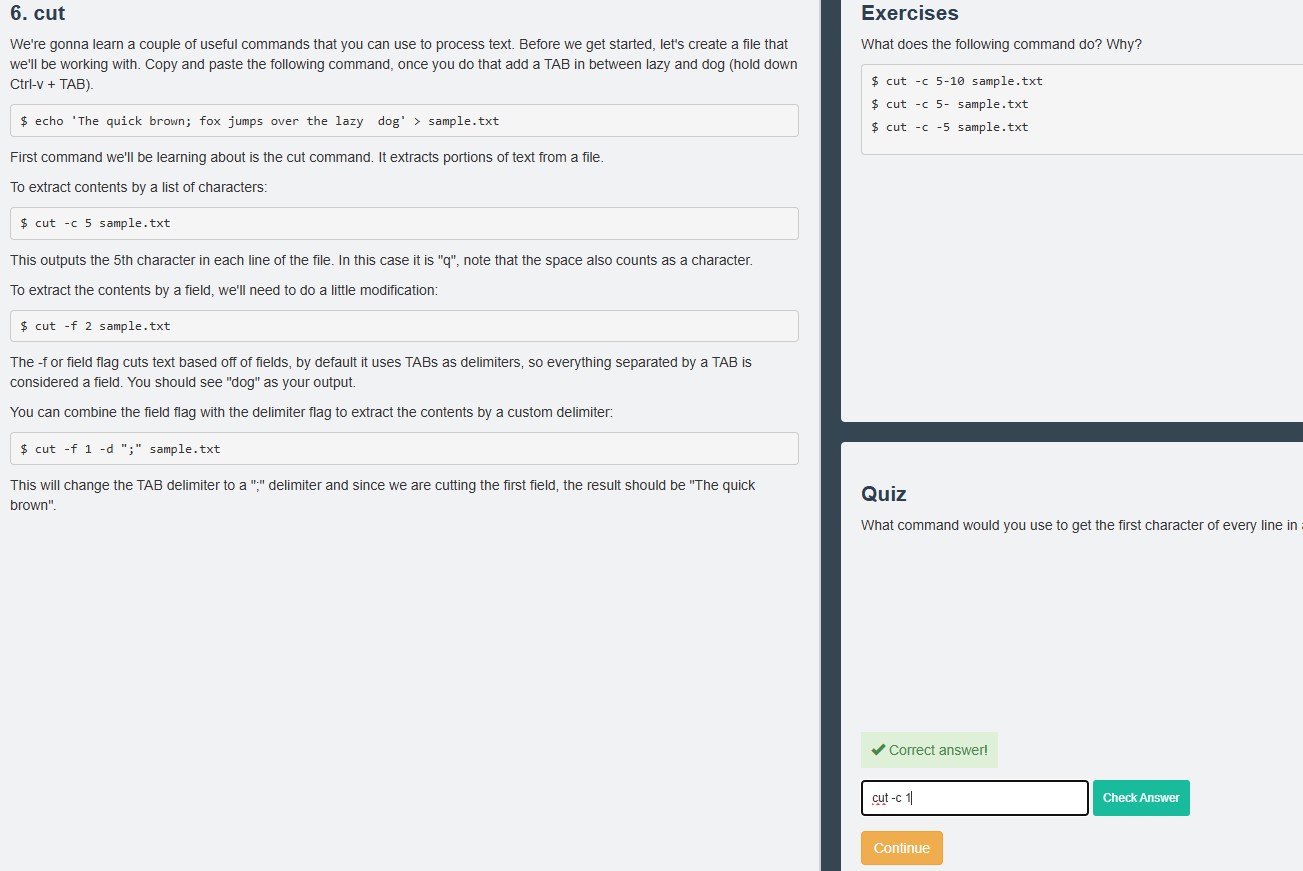 6. cut
We're gonna learn a couple of useful commands that you can use to process text. Before we get started, let's create a file that
we'll be working with. Copy and paste the following command, once you do that add a TAB in between lazy and dog (hold down
Ctrl-v + TAB).
$ echo 'The quick brown; fox jumps over the lazy  dog' > sample.txt
First command we'll be learning about is the cut command. It extracts portions of text from a file.
To extract contents by a list of characters:
$ cut -c 5 sample.txt
This outputs the 5th character in each line of the file. In this case it is "q", note that the space also counts as a character.
To extract the contents by a field, we'll need to do a little modification:
$ cut -f 2 sample.txt
The -f or field flag cuts text based off of fields, by default it uses TABs as delimiters, so everything separated by a TAB is
considered a field. You should see "dog" as your output.
You can combine the field flag with the delimiter flag to extract the contents by a custom delimiter:
$ cut -f 1 -d ";" sample.txt
This will change the TAB delimiter to a ";" delimiter and since we are cutting the first field, the result should be "The quick
brown".
Exercises
What does the following command do? Why?
$ cut -c 5-10 sample.txt
$ cut -c 5- sample.txt
$ cut -c -5 sample.txt
Quiz
What command would you use to get the first character of every line in
✔ Correct answer!
cut -c 1
Check Answer
Continue